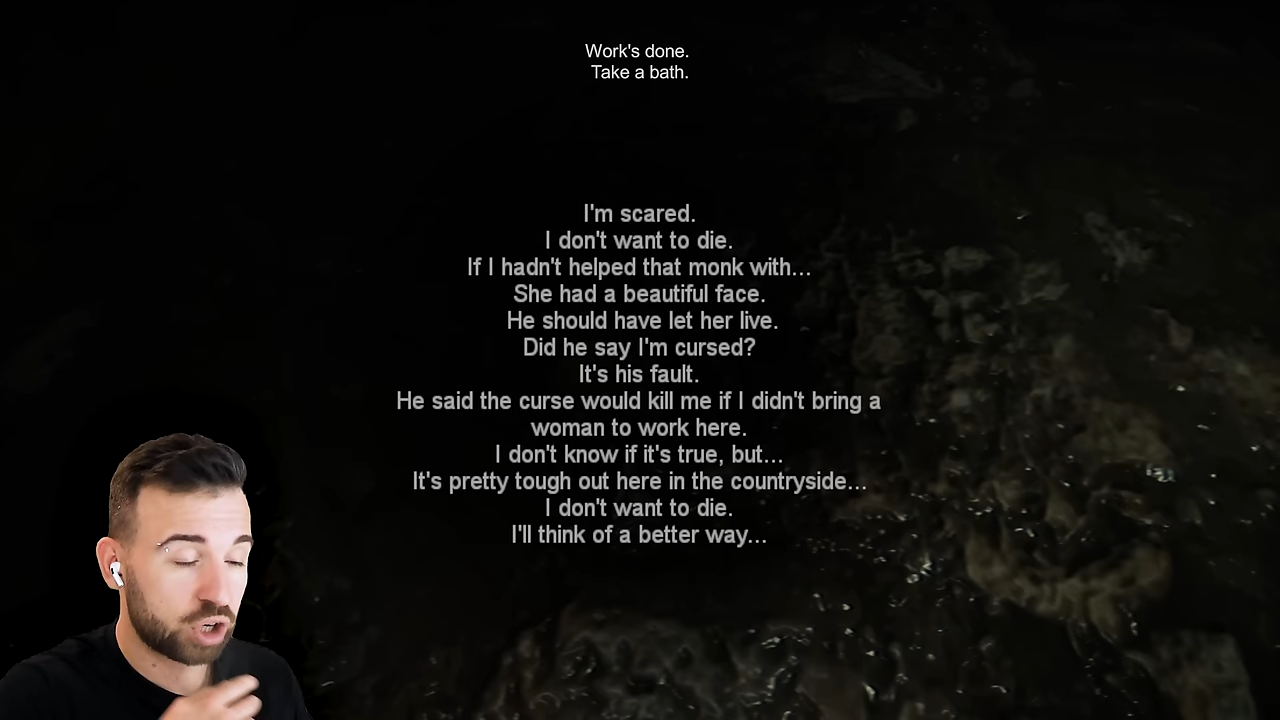 Work's done.
Take a bath.
I'm scared.
I don't want to die.
If I hadn't helped that monk with...
She had a beautiful face.
He should have let her live.
Did he say I'm cursed?
It's his fault.
He said the curse would kill me if I didn't bring a
woman to work here.
I don't know if it's true, but...
It's pretty tough out here in the countryside...
I don't want to die.
I'll think of a better way...